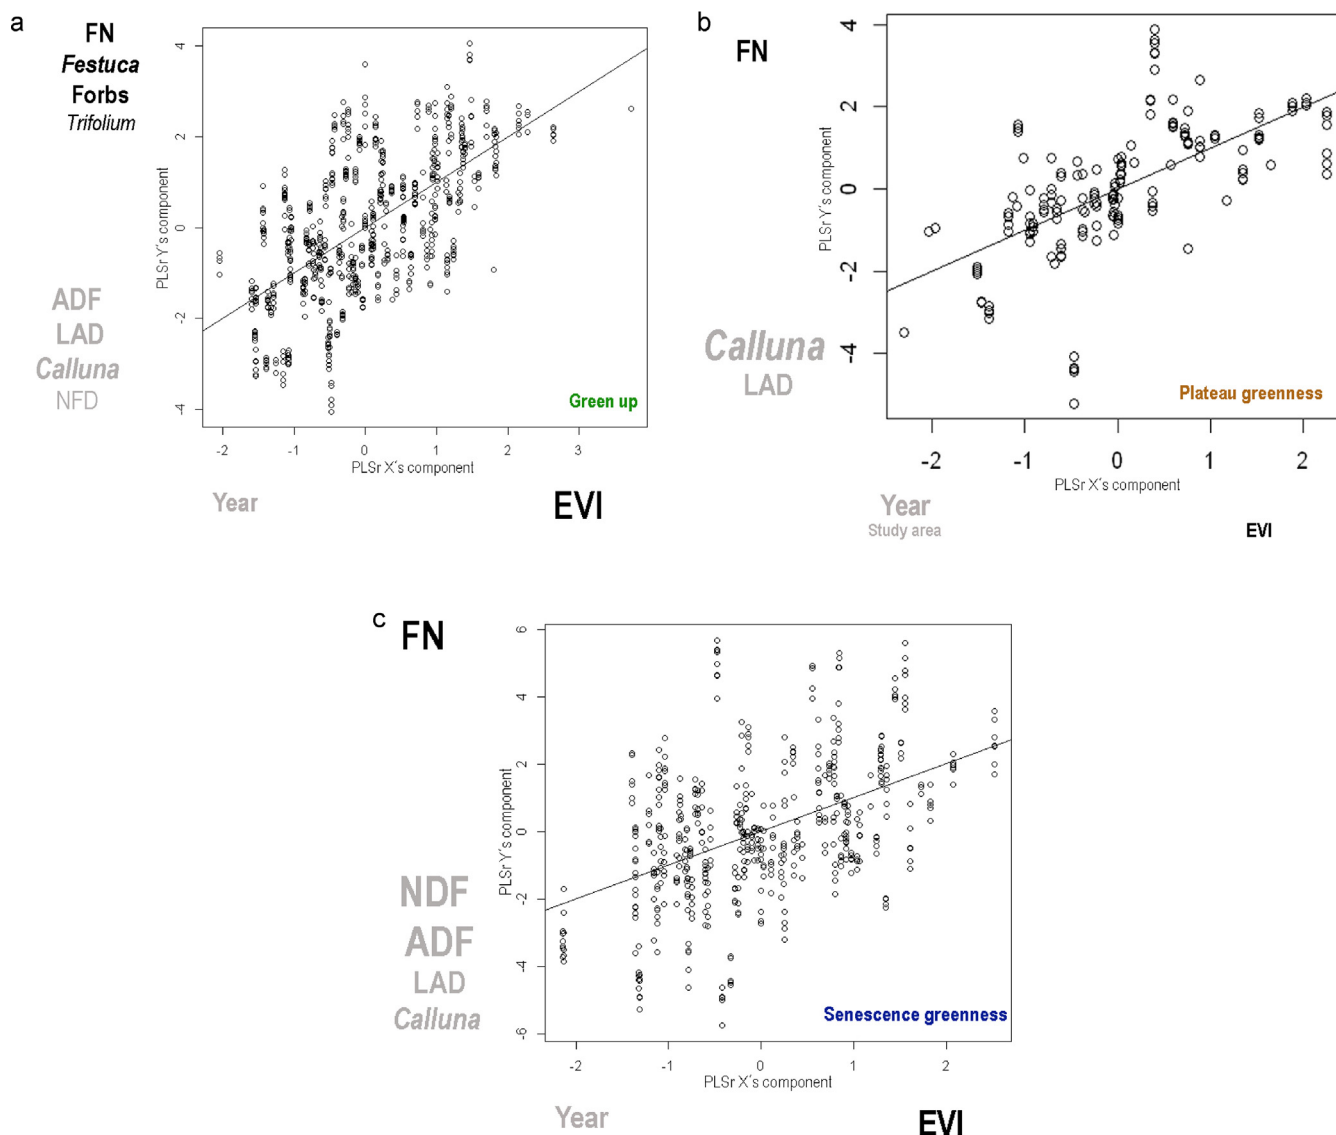 a
FN
Festuca
Forbs
Trifolium
ADF
LAD
Calluna
NFD
PLSr Y´s component
4
2
0
-2
-4
Green up
-2 -1 0 1 2 3
PLSr X´s component
Year EVI
b
FN
Calluna
LAD
PLSr Y´s component
4
2
0
-2
-4
Plateau greenness
-2 -1 0 1 2
PLSr X´s component
Year
Study area EVI
c
FN
NDF
ADF
LAD
Calluna
PLSr Y´s component
6
4
2
0
-2
-4
-6
Senescence greenness
-2 -1 0 1 2
PLSr X´s component
Year EVI